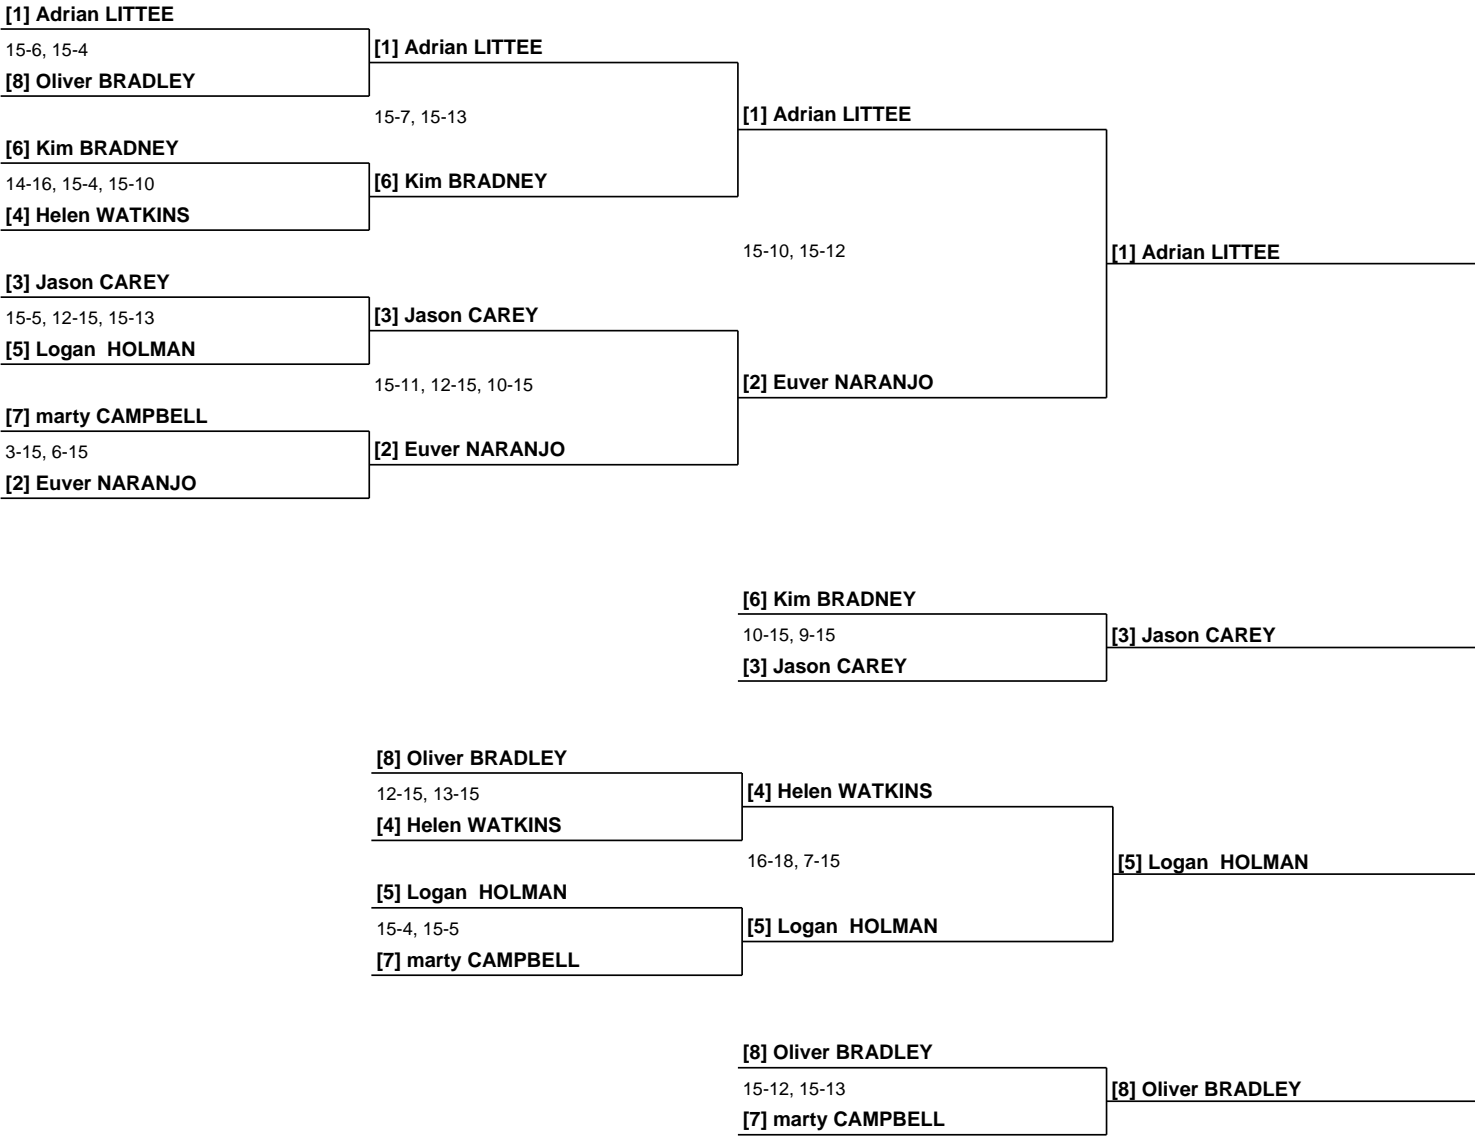 [1] Adrian LITTEE
15-6, 15-4
[1] Adrian LITTEE
[8] Oliver BRADLEY
15-7, 15-13
[1] Adrian LITTEE
[6] Kim BRADNEY
14-16, 15-4, 15-10
[6] Kim BRADNEY
[4] Helen WATKINS
15-10, 15-12
[1] Adrian LITTEE
[3] Jason CAREY
15-5, 12-15, 15-13
[3] Jason CAREY
[5] Logan  HOLMAN
15-11, 12-15, 10-15
[2] Euver NARANJO
[7] marty CAMPBELL
3-15, 6-15
[2] Euver NARANJO
[2] Euver NARANJO
[6] Kim BRADNEY
10-15, 9-15
[3] Jason CAREY
[3] Jason CAREY
[8] Oliver BRADLEY
12-15, 13-15
[4] Helen WATKINS
[4] Helen WATKINS
16-18, 7-15
[5] Logan  HOLMAN
[5] Logan  HOLMAN
15-4, 15-5
[5] Logan  HOLMAN
[7] marty CAMPBELL
[8] Oliver BRADLEY
15-12, 15-13
[8] Oliver BRADLEY
[7] marty CAMPBELL